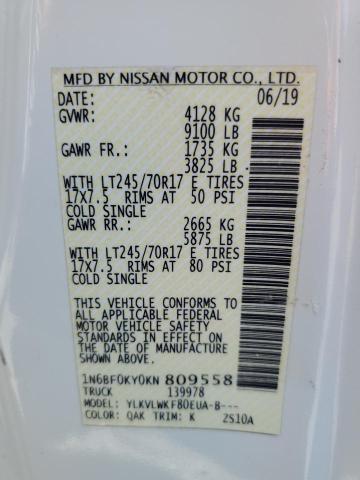 MFD BY NISSAN MOTOR CO., LTD.
DATE: 06/19
GVWR: 4128 KG
9100 LB
GAWR FR.: 1735 KG
3825 LB
WITH LT245/70R17 E TIRES
17x7.5 RIMS AT 50 PSI
COLD SINGLE
GAWR RR.: 2665 KG
5875 LB
WITH LT245/70R17 E TIRES
17x7.5 RIMS AT 80 PSI
COLD SINGLE
THIS VEHICLE CONFORMS TO
ALL APPLICABLE FEDERAL
MOTOR VEHICLE SAFETY
STANDARDS IN EFFECT ON
THE DATE OF MANUFACTURE
SHOWN ABOVE.
1N6BF0KY0KN 809558
TRUCK 139978
MODEL: YLKVLWKF80EUA-B---
COLOR: QAK TRIM: K 2S10A